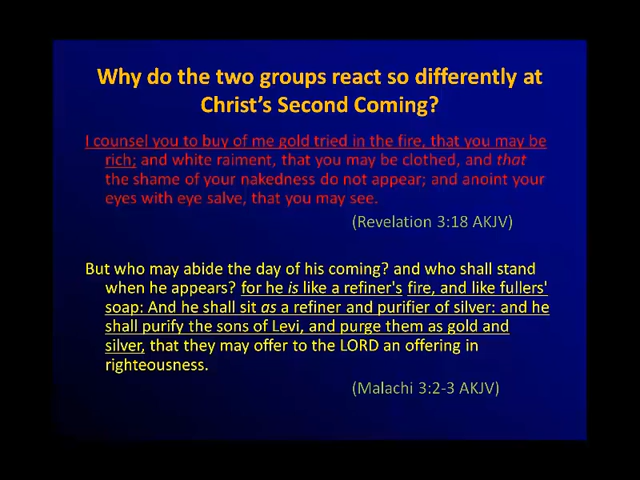 Why do the two groups react so differently at
Christ's Second Coming?
I counsel you to buy of me gold tried in the fire, that you may be
rich; and white raiment, that you may be clothed, and that
the shame of your nakedness do not appear; and anoint your
eyes with eye salve, that you may see.
(Revelation 3:18 AKJV)
But who may abide the day of his coming? and who shall stand
when he appears? for he is like a refiner's fire, and like fullers'
soap: And he shall sit as a refiner and purifier of silver: and he
shall purify the sons of Levi, and purge them as gold and
silver, that they may offer to the LORD an offering in
righteousness.
(Malachi 3:2-3 AKJV)